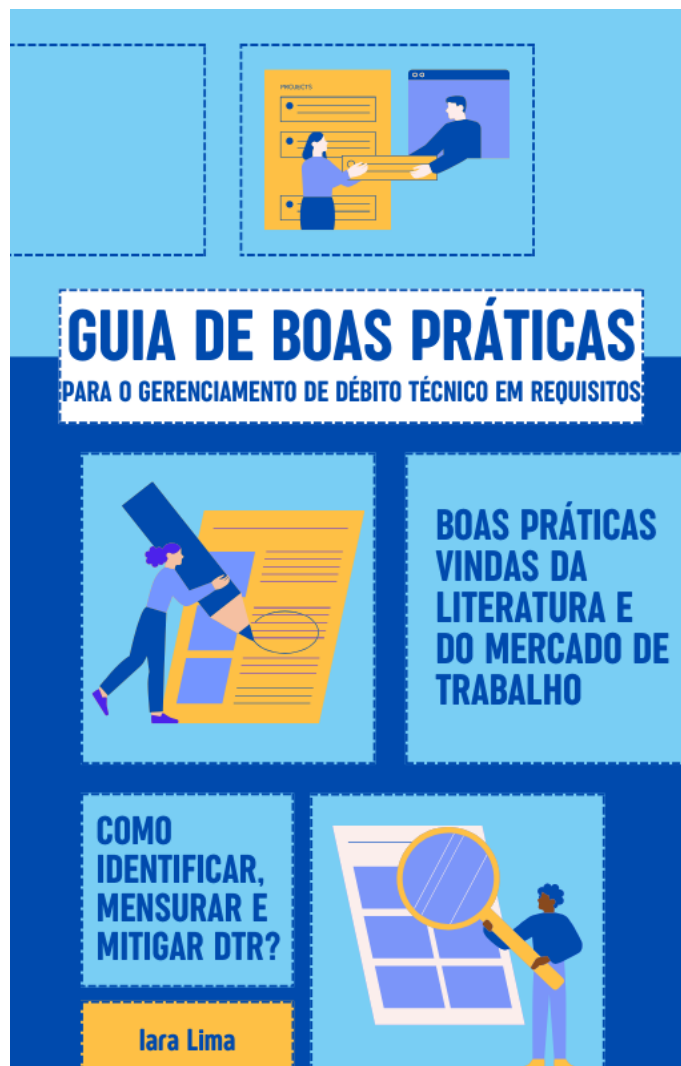 PROJECTS
GUIA DE BOAS PRÁTICAS
PARA O GERENCIAMENTO DE DÉBITO TÉCNICO EM REQUISITOS
BOAS PRÁTICAS
VINDAS DA
LITERATURA E
DO MERCADO DE
TRABALHO
COMO
IDENTIFICAR,
MENSURAR E
MITIGAR DTR?
Iara Lima